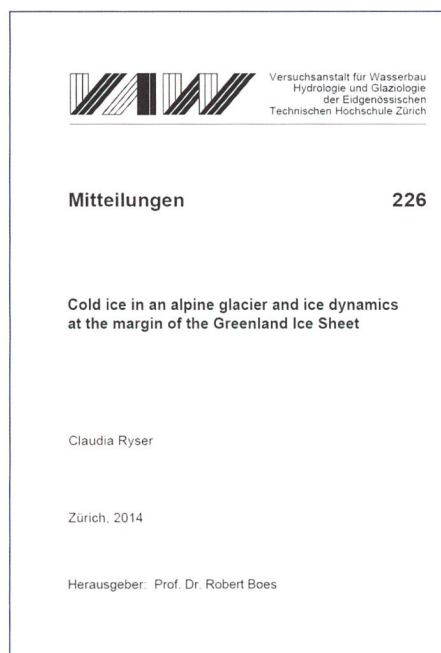 VAW
Versuchsanstalt für Wasserbau
Hydrologie und Glaziologie
der Eidgenössischen
Technischen Hochschule Zürich
Mitteilungen 226
Cold ice in an alpine glacier and ice dynamics
at the margin of the Greenland Ice Sheet
Claudia Ryser
Zürich, 2014
Herausgeber: Prof. Dr. Robert Boes